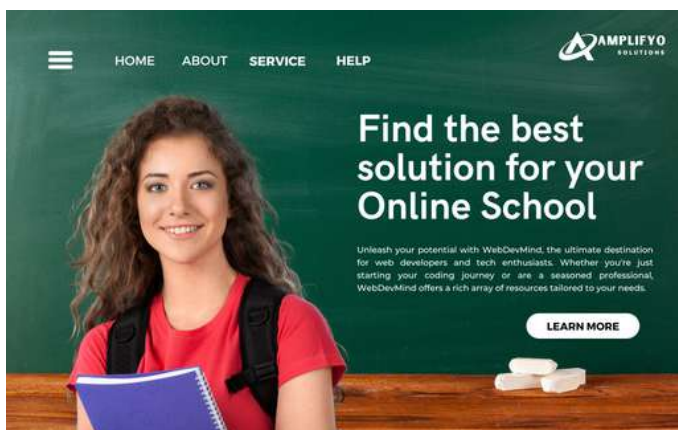 HOME ABOUT SERVICE HELP
AMPLIFYO
SOLUTIONS
Find the best
solution for your
Online School
Unleash your potential with WebDevMind, the ultimate destination
for web developers and tech enthusiasts. Whether you're just
starting your coding journey or are a seasoned professional,
WebDevMind offers a rich array of resources tailored to your needs.
LEARN MORE